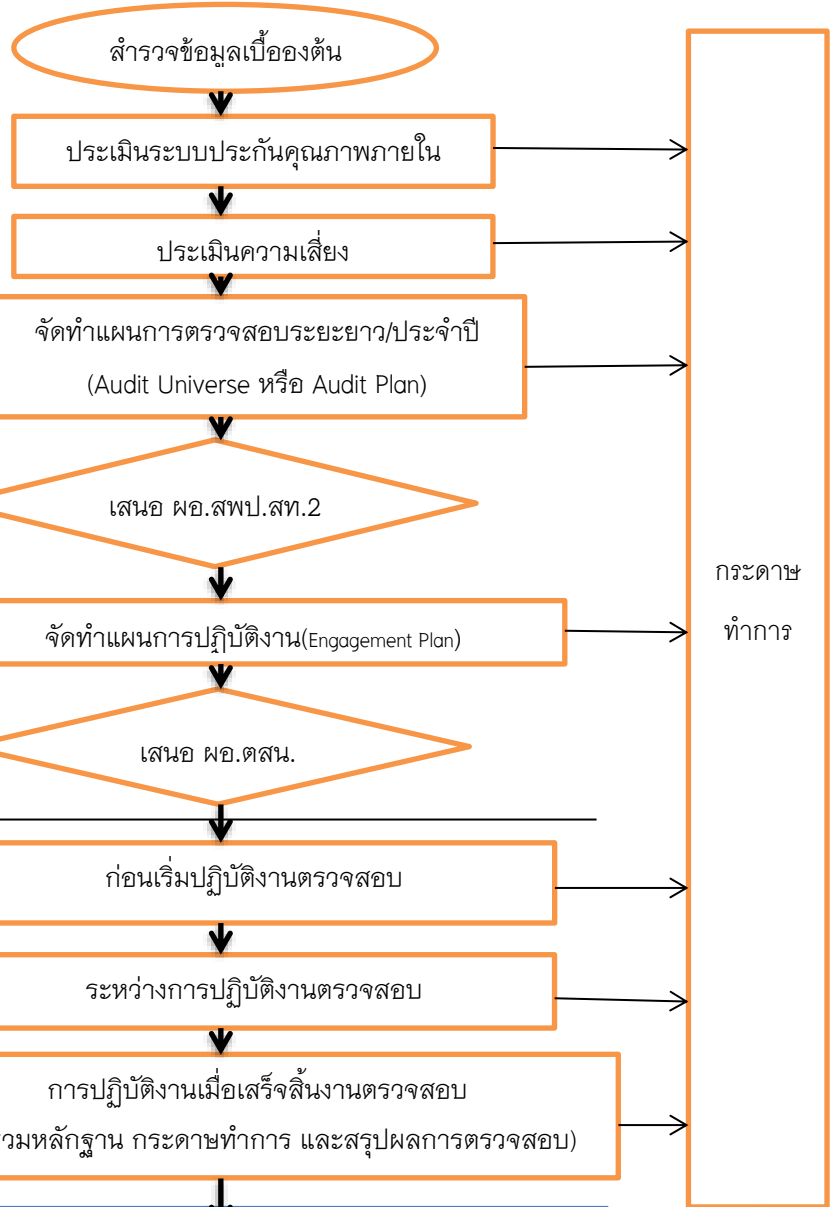 สำรวจข้อมูลเบื้อองต้น
ประเมินระบบประกันคุณภาพภายใน
ประเมินความเสี่ยง
จัดทำแผนการตรวจสอบระยะยาว/ประจำปี
(Audit Universe หรือ Audit Plan)
เสนอ ผอ.สพป.สท.2
จัดทำแผนการปฏิบัติงาน(Engagement Plan)
เสนอ ผอ.ตสน.
ก่อนเริ่มปฏิบัติงานตรวจสอบ
ระหว่างการปฏิบัติงานตรวจสอบ
การปฏิบัติงานเมื่อเสร็จสิ้นงานตรวจสอบ
วมหลักฐาน กระดาษทำการ และสรุปผลการตรวจสอบ)
กระดาษ
ทำการ